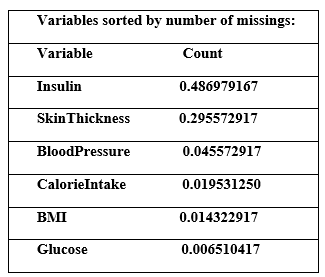 Variables sorted by number of missings:
Variable Count
Insulin 0.486979167
SkinThickness 0.295572917
BloodPressure 0.045572917
CalorieIntake 0.019531250
BMI 0.014322917
Glucose 0.006510417